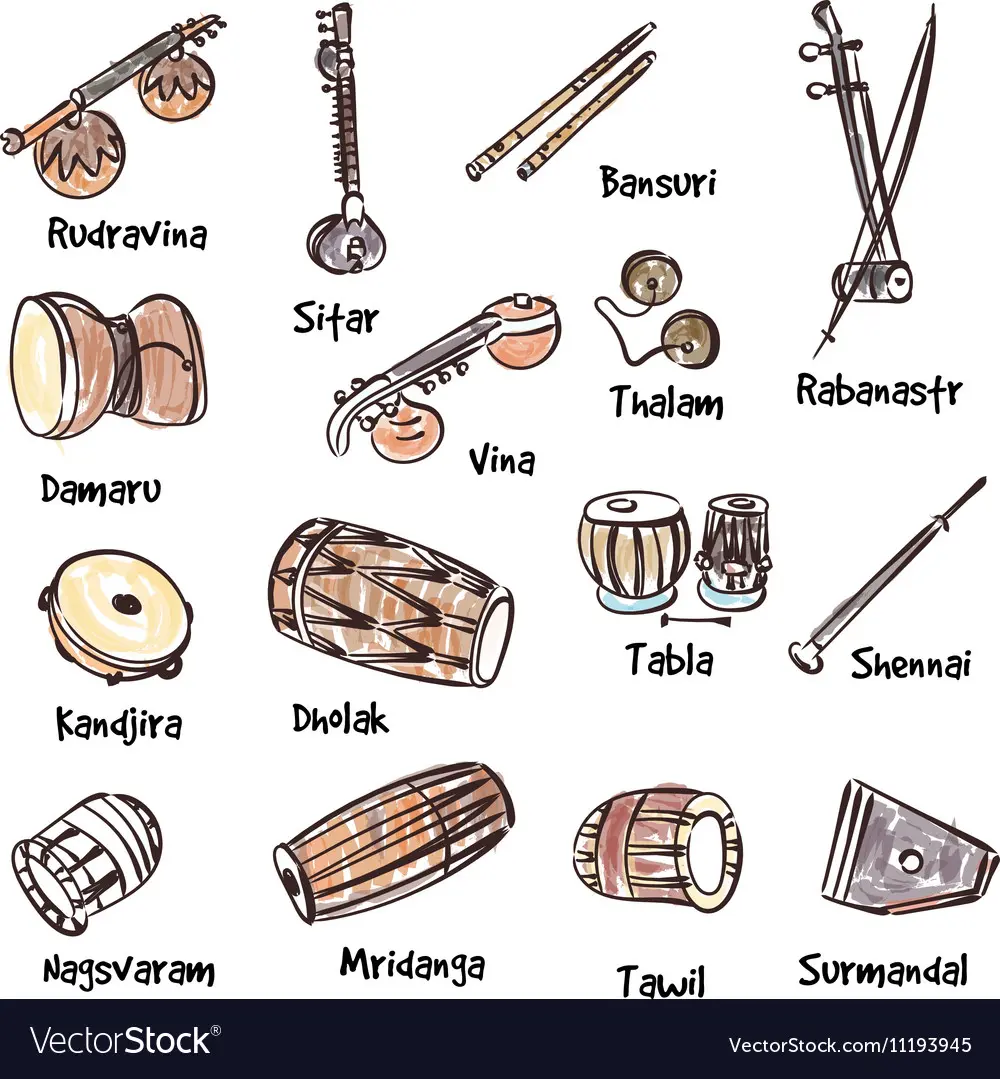 Rudravina
Sitar
Bansuri
Rabanastr
Damaru
Vina
Thalam
Kandjira
Dholak
Tabla
Shennai
Nagsvaram
Mridanga
Tawil
Surmandal
VectorStock®
VectorStock.com/11193945